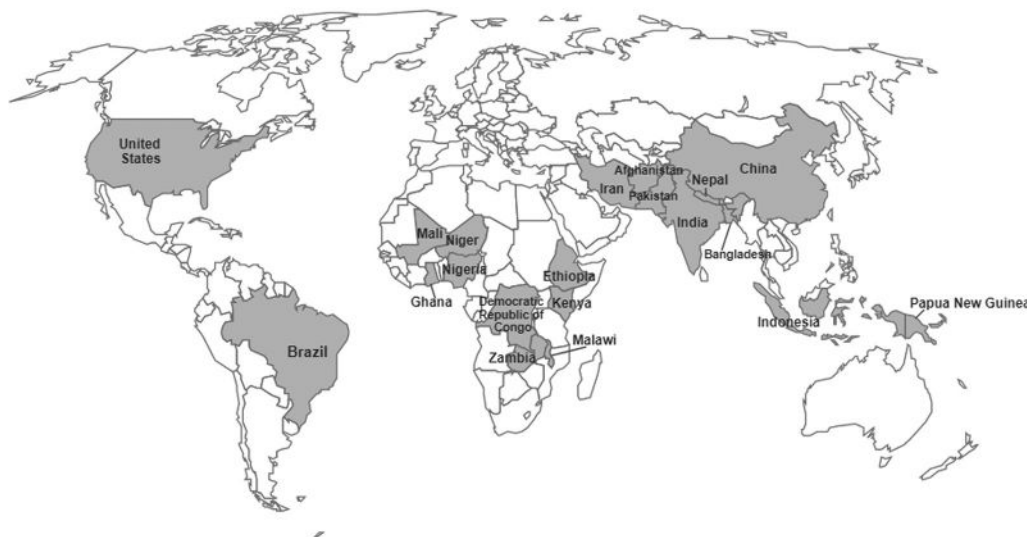 United
States
Brazil
Mali
Niger
Nigeria
Ghana
Ethiopia
Kenya
Democratic
Republic of
Congo
Zambia
Malawi
Iran
Afghanistan
Pakistan
Nepal
India
Bangladesh
China
Indonesia
Papua New Guinea